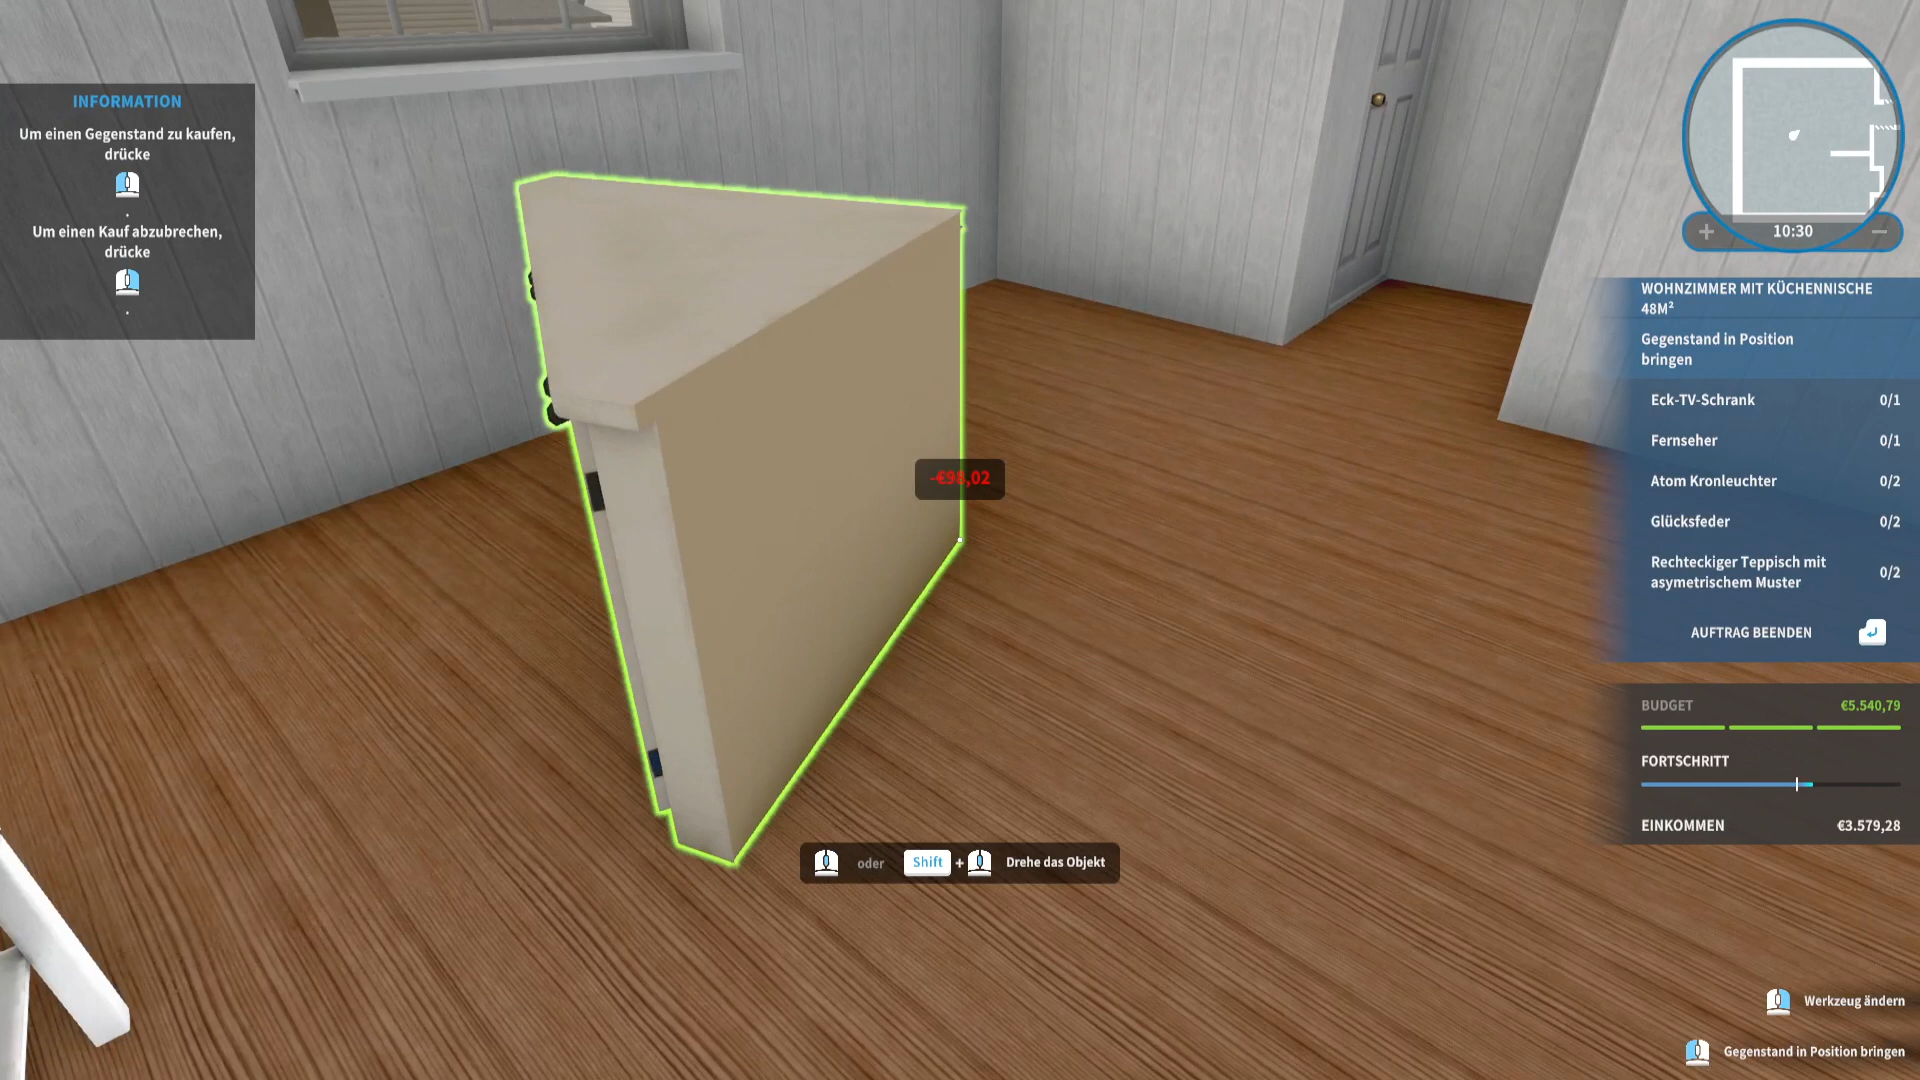 INFORMATION
Um einen Gegenstand zu kaufen,
drücke
.
Um einen Kauf abzubrechen,
drücke
.
-€98,02
oder Shift + Drehe das Objekt
10:30
WOHNZIMMER MIT KÜCHENNISCHE
48M²
Gegenstand in Position
bringen
Eck-TV-Schrank 0/1
Fernseher 0/1
Atom Kronleuchter 0/2
Glücksfeder 0/2
Rechteckiger Teppisch mit
asymetrischem Muster 0/2
AUFTRAG BEENDEN
BUDGET €5.540,79
FORTSCHRITT
EINKOMMEN €3.579,28
Werkzeug ändern
Gegenstand in Position bringen